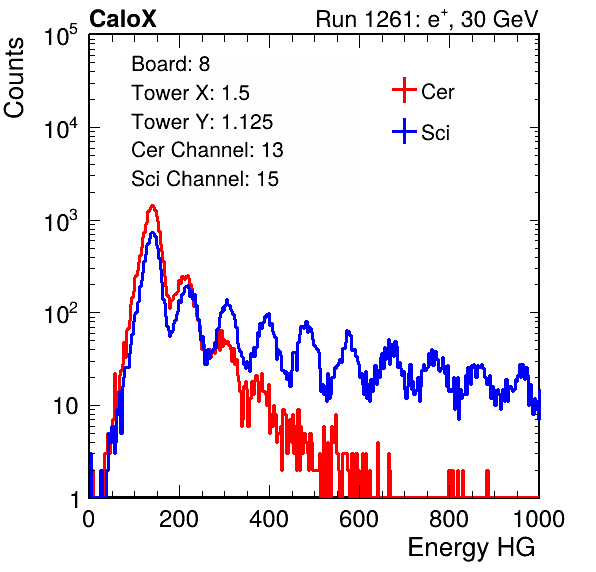 CaloX Run 1261: e⁺, 30 GeV
Counts
Board: 8
Tower X: 1.5
Tower Y: 1.125
Cer Channel: 13
Sci Channel: 15
Cer
Sci
10⁵
10⁴
10³
10²
10
1
0 200 400 600 800 1000
Energy HG